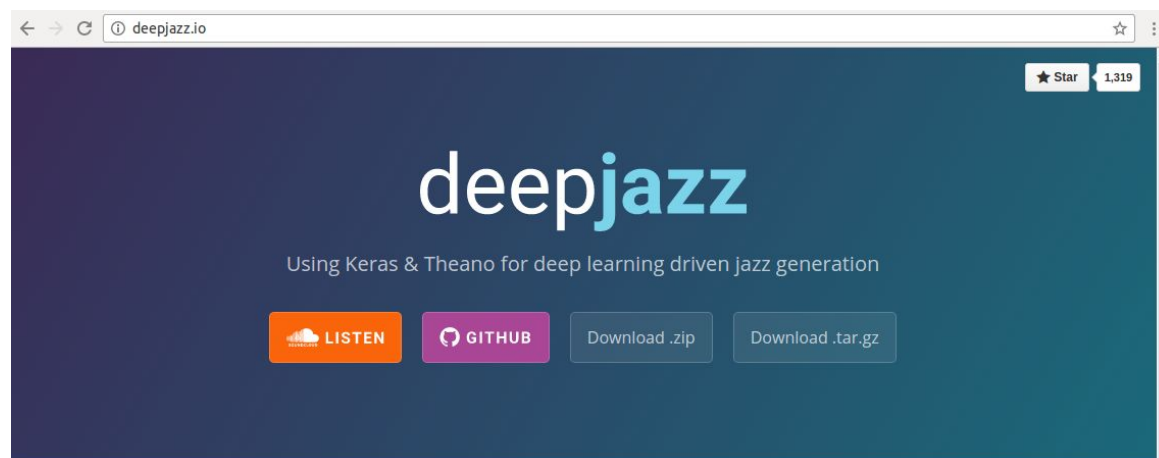 deepjazz.io
Star 1,319
deepjazz
Using Keras & Theano for deep learning driven jazz generation
LISTEN GITHUB Download .zip Download .tar.gz